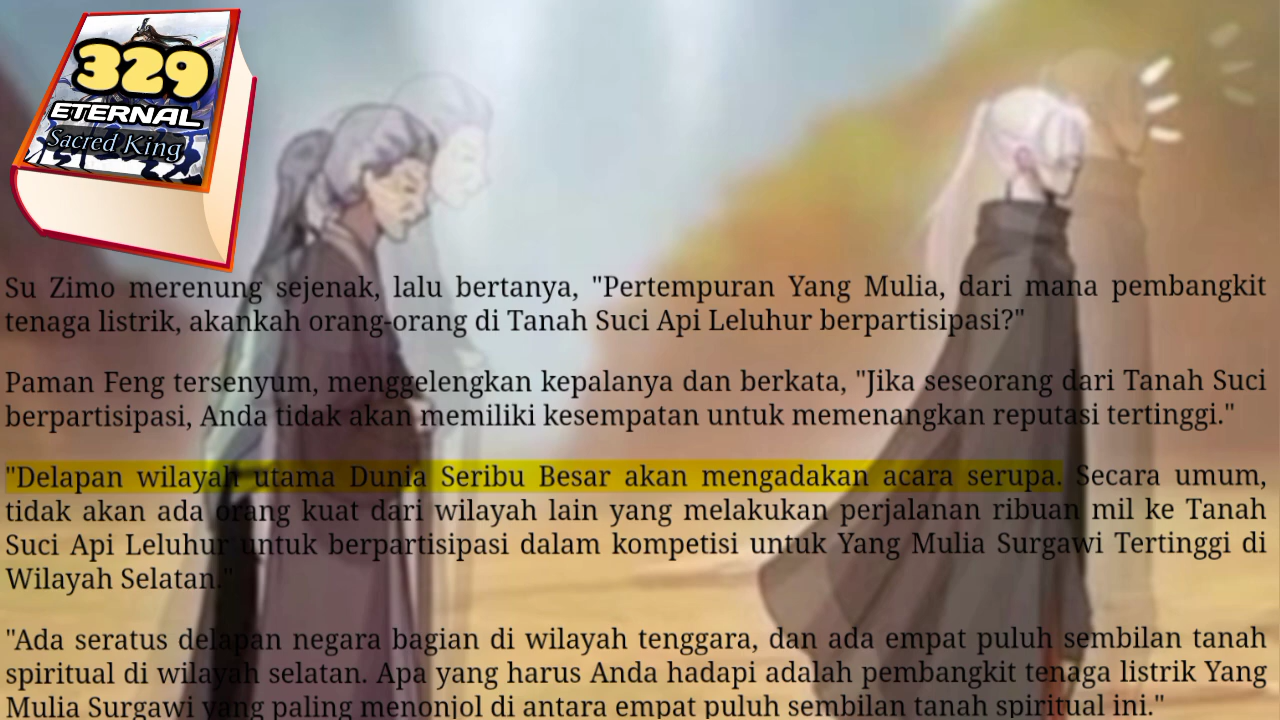 329
ETERNAL
Sacred King
Su Zimo merenung sejenak, lalu bertanya, "Pertempuran Yang Mulia, dari mana pembangkit
tenaga listrik, akankah orang-orang di Tanah Suci Api Leluhur berpartisipasi?"
Paman Feng tersenyum, menggelengkan kepalanya dan berkata, "Jika seseorang dari Tanah Suci
berpartisipasi, Anda tidak akan memiliki kesempatan untuk memenangkan reputasi tertinggi."
"Delapan wilayah utama Dunia Seribu Besar akan mengadakan acara serupa. Secara umum,
tidak akan ada orang kuat dari wilayah lain yang melakukan perjalanan ribuan mil ke Tanah
Suci Api Leluhur untuk berpartisipasi dalam kompetisi untuk Yang Mulia Surgawi Tertinggi di
Wilayah Selatan."
"Ada seratus delapan negara bagian di wilayah tenggara, dan ada empat puluh sembilan tanah
spiritual di wilayah selatan. Apa yang harus Anda hadapi adalah pembangkit tenaga listrik Yang
Mulia Surgawi yang paling menonjol di antara empat puluh sembilan tanah spiritual ini."